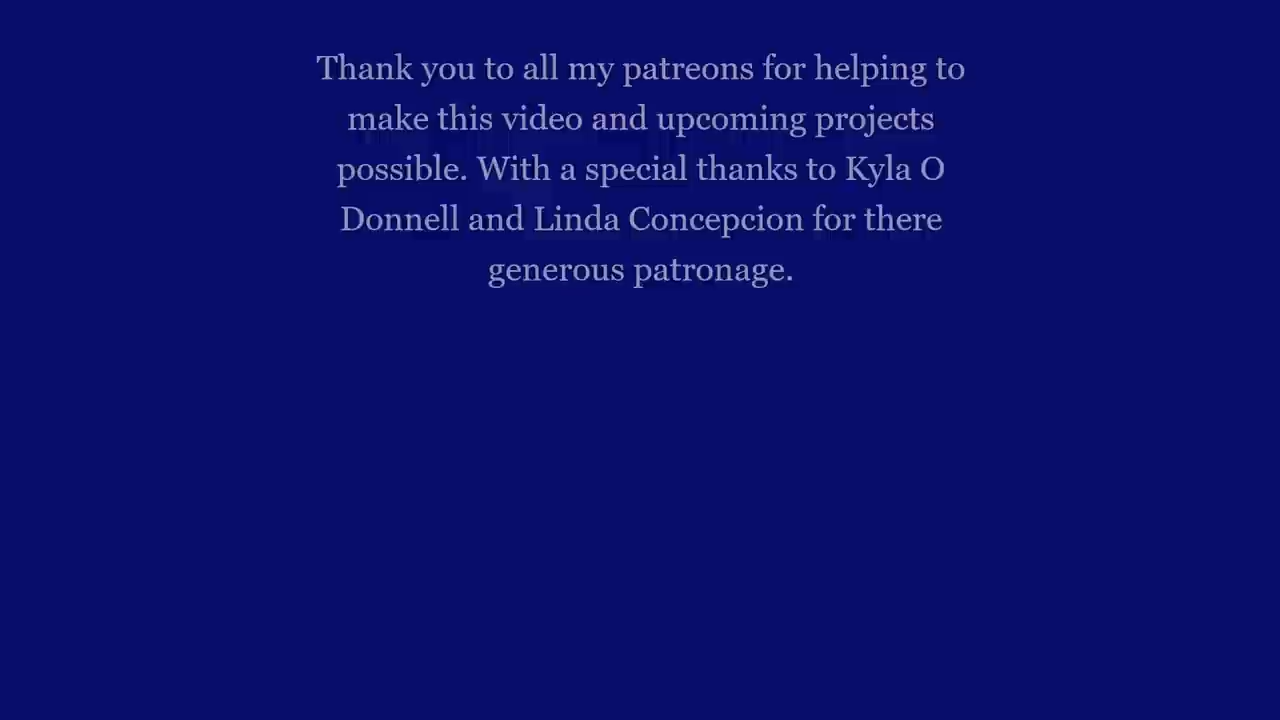 Thank you to all my patreons for helping to
make this video and upcoming projects
possible. With a special thanks to Kyla O
Donnell and Linda Concepcion for there
generous patronage.